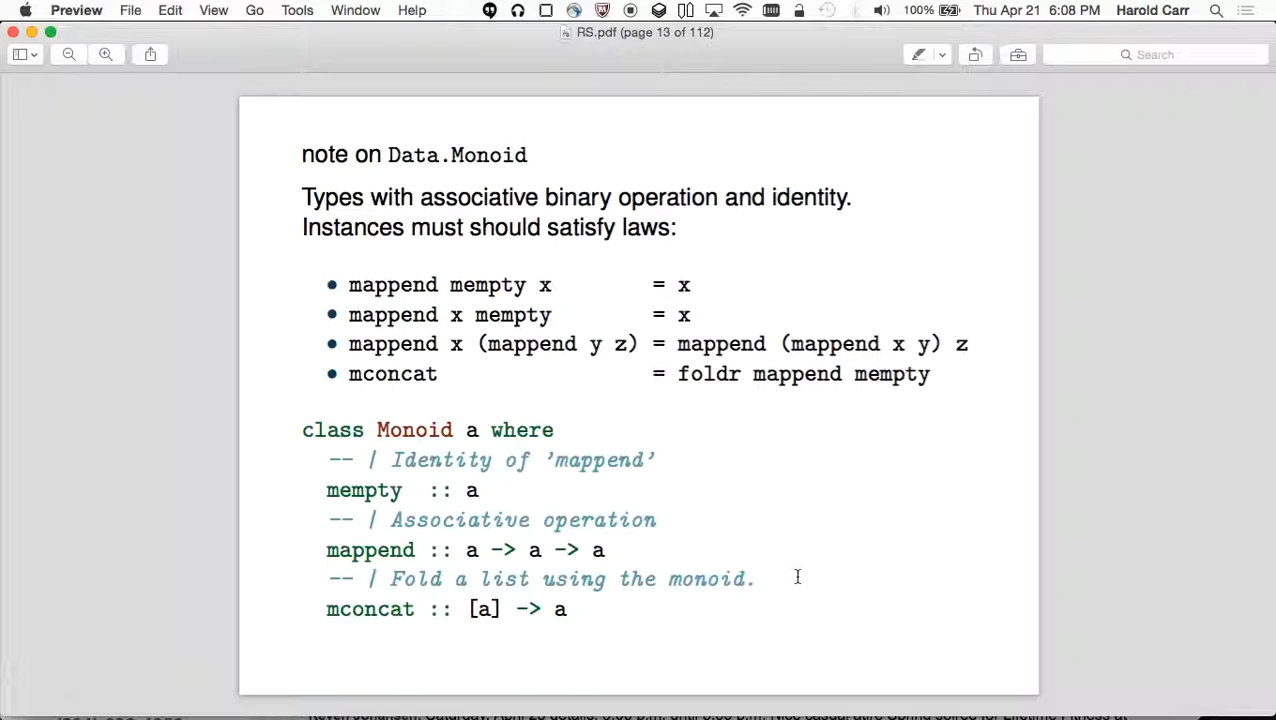 Preview File Edit View Go Tools Window Help 100% Thu Apr 21 6:08 PM Harold Carr
RS.pdf (page 13 of 112)
Search
note on Data.Monoid
Types with associative binary operation and identity.
Instances must should satisfy laws:
• mappend mempty x = x
• mappend x mempty = x
• mappend x (mappend y z) = mappend (mappend x y) z
• mconcat = foldr mappend mempty
class Monoid a where
-- | Identity of 'mappend'
mempty :: a
-- | Associative operation
mappend :: a -> a -> a
-- | Fold a list using the monoid.
mconcat :: [a] -> a